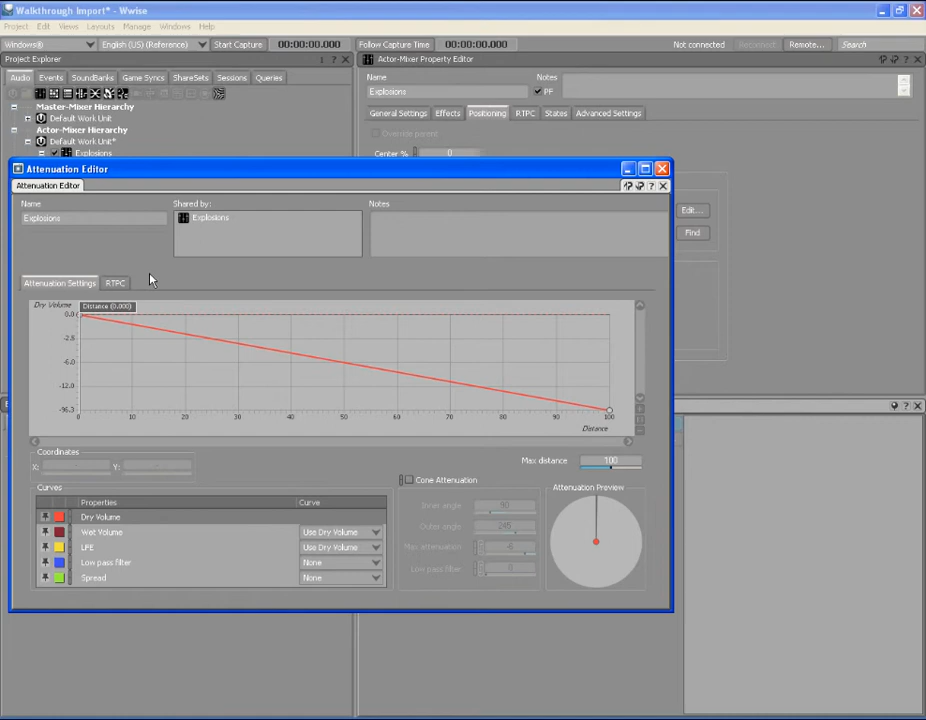 Walkthrough Import* - Wwise
Project Edit Views Layouts Manage Windows Help
Windows® English (US) (Reference) Start Capture 00:00:00.000 Follow Capture Time 00:00:00.000 Not connected Reconnect Remote... Search
Project Explorer
Actor-Mixer Property Editor
Audio Events SoundBanks Game Syncs ShareSets Sessions Queries
Name Notes
Explosions PF
Master-Mixer Hierarchy
Default Work Unit
General Settings Effects Positioning RTPC States Advanced Settings
Actor-Mixer Hierarchy
Override parent
Default Work Unit*
Explosions
Center % 0
Attenuation Editor
Attenuation Editor
Name Shared by: Notes
Explosions Explosions
Edit...
Find
Attenuation Settings RTPC
Dry Volume Distance (0.000)
0.0
-2.8
-6.0
-12.0
-96.3
0 10 20 30 40 50 60 70 80 90 100
Distance
Coordinates
X: Y:
Max distance 100
Cone Attenuation
Curves
Attenuation Preview
Properties Curve
Inner angle 90
Dry Volume
Outer angle 245
Wet Volume Use Dry Volume
LFE Use Dry Volume
Max attenuation -6
Low pass filter None
Low pass filter 0
Spread None